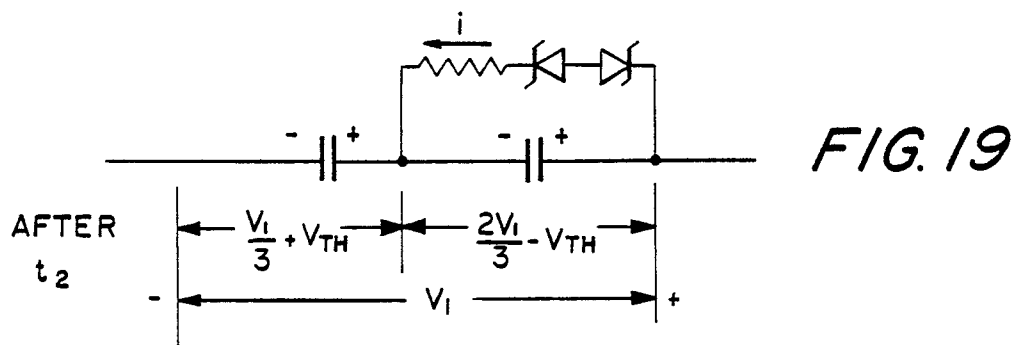 i
- + - +
FIG. 19
AFTER t₂
V₁/3 + VTH
2V₁/3 - VTH
- V₁ +